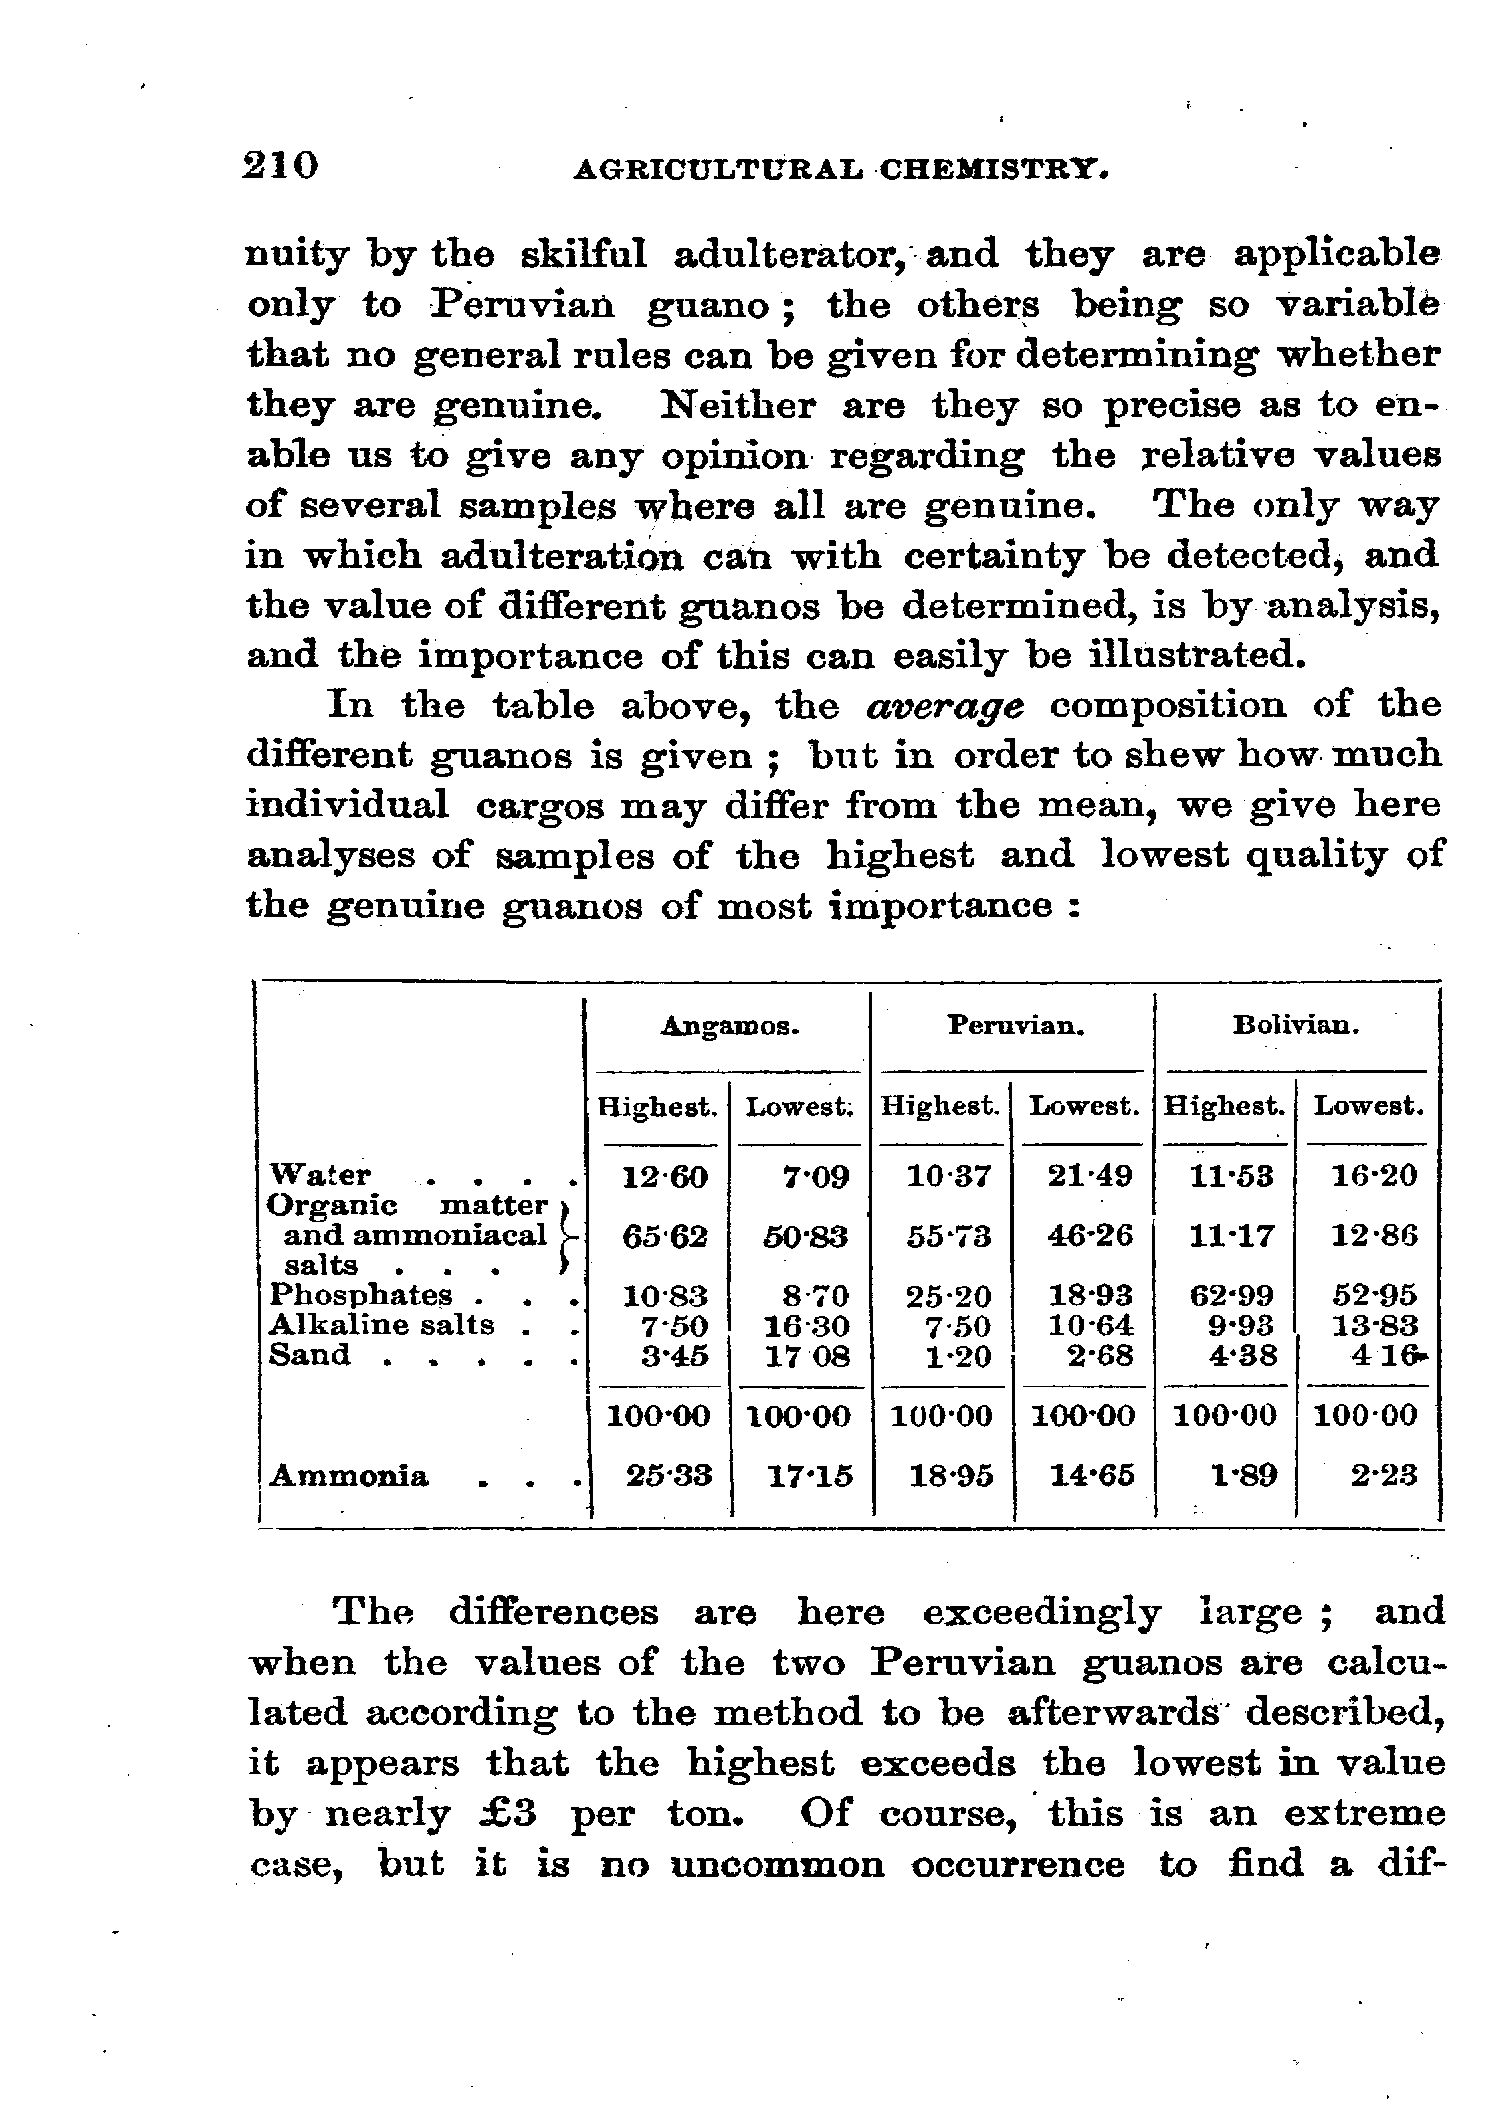 210 AGRICULTURAL CHEMISTRY.
nuity by the skilful adulterator, and they are applicable
only to Peruvian guano ; the others being so variable
that no general rules can be given for determining whether
they are genuine. Neither are they so precise as to en-
able us to give any opinion regarding the relative values
of several samples where all are genuine. The only way
in which adulteration can with certainty be detected, and
the value of different guanos be determined, is by analysis,
and the importance of this can easily be illustrated.
In the table above, the average composition of the
different guanos is given ; but in order to shew how much
individual cargos may differ from the mean, we give here
analyses of samples of the highest and lowest quality of
the genuine guanos of most importance :
Angamos. Peruvian. Bolivian.
Highest. Lowest. Highest. Lowest. Highest. Lowest.
Water . . . . 12·60 7·09 10·37 21·49 11·53 16·20
Organic matter
and ammoniacal } 65·62 50·83 55·73 46·26 11·17 12·86
salts . . .
Phosphates . . . 10·83 8·70 25·20 18·93 62·99 52·95
Alkaline salts . . 7·50 16·30 7·50 10·64 9·93 13·83
Sand . . . . . 3·45 17 08 1·20 2·68 4·38 4 16
100·00 100·00 100·00 100·00 100·00 100·00
Ammonia . . . 25·33 17·15 18·95 14·65 1·89 2·23
The differences are here exceedingly large ; and
when the values of the two Peruvian guanos are calcu-
lated according to the method to be afterwards described,
it appears that the highest exceeds the lowest in value
by nearly £3 per ton. Of course, this is an extreme
case, but it is no uncommon occurrence to find a dif-